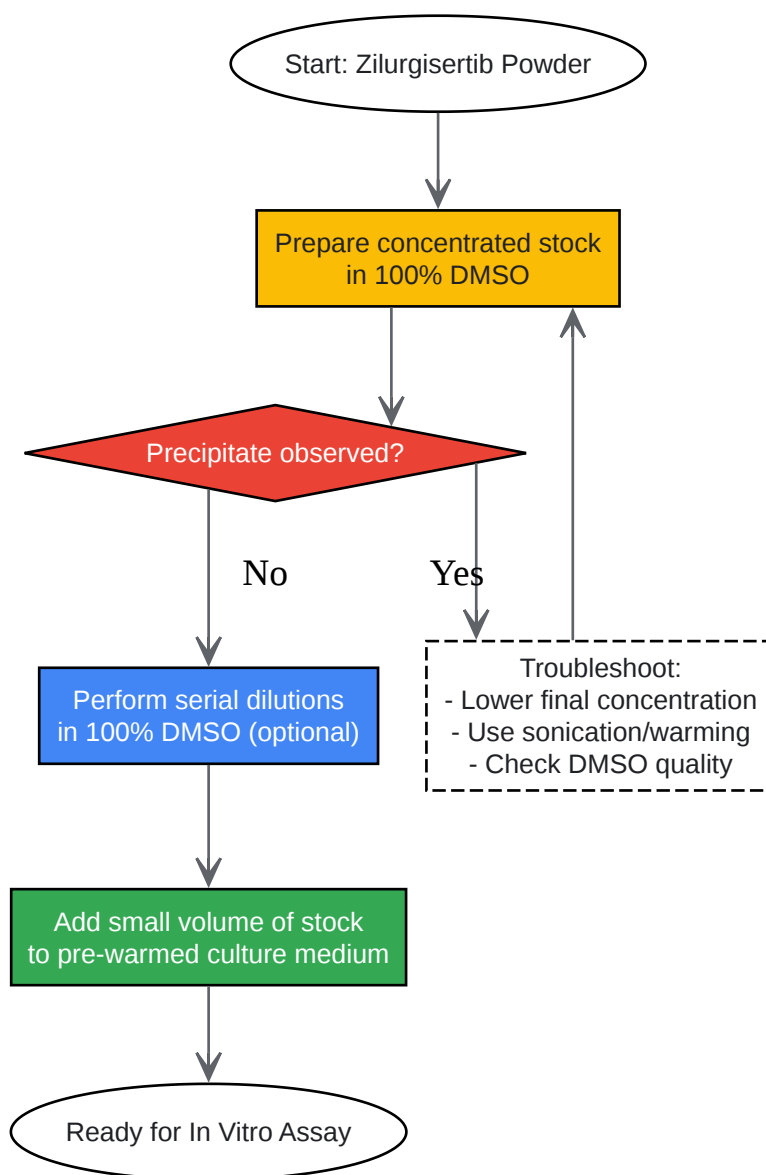 Start: Zilurgisertib Powder
Prepare concentrated stock
in 100% DMSO
Precipitate observed?
No
Yes
Perform serial dilutions
in 100% DMSO (optional)
Troubleshoot:
- Lower final concentration
- Use sonication/warming
- Check DMSO quality
Add small volume of stock
to pre-warmed culture medium
Ready for In Vitro Assay